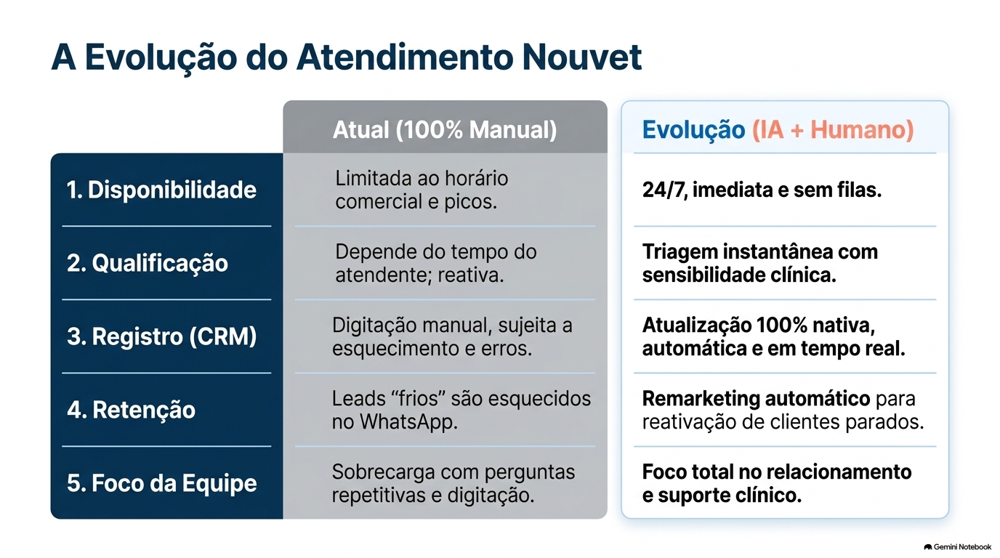 A Evolução do Atendimento Nouvet
Atual (100% Manual)
Evolução (IA + Humano)
1. Disponibilidade
Limitada ao horário
comercial e picos.
24/7, imediata e sem filas.
2. Qualificação
Depende do tempo do
atendente; reativa.
Triagem instantânea com
sensibilidade clínica.
3. Registro (CRM)
Digitação manual, sujeita a
esquecimento e erros.
Atualização 100% nativa,
automática e em tempo real.
4. Retenção
Leads “frios” são esquecidos
no WhatsApp.
Remarketing automático para
reativação de clientes parados.
5. Foco da Equipe
Sobrecarga com perguntas
repetitivas e digitação.
Foco total no relacionamento
e suporte clínico.
Gemini Notebook